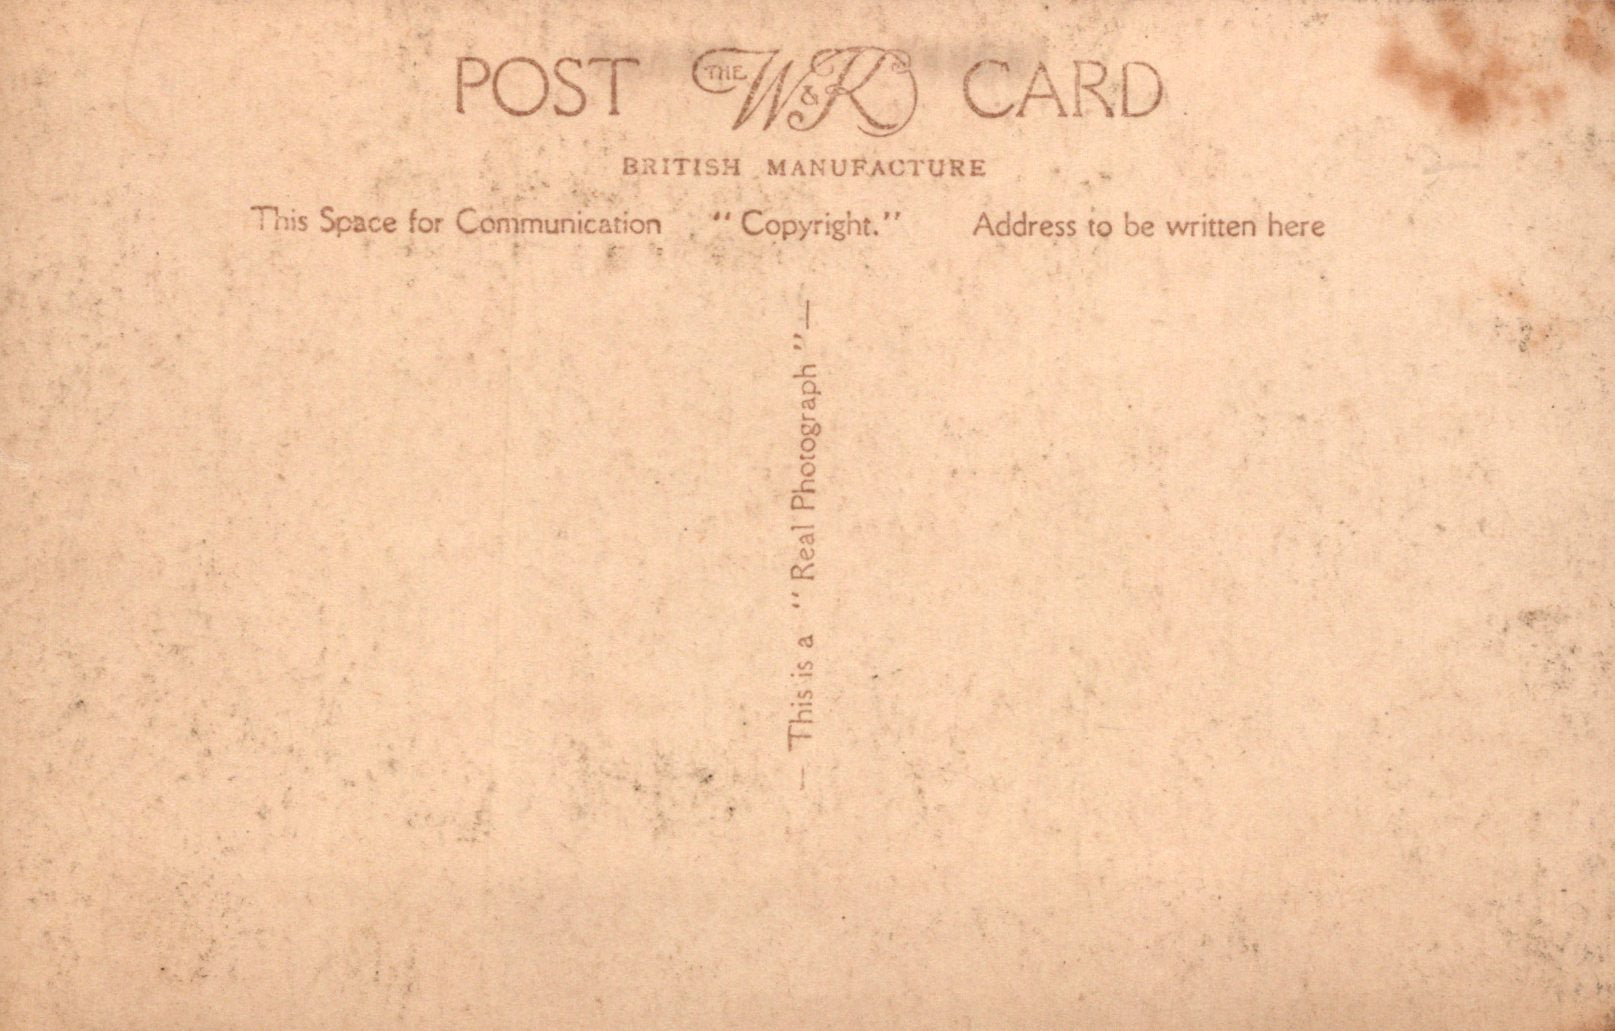 POST THE W&K CARD
BRITISH MANUFACTURE
This Space for Communication “Copyright.” Address to be written here
— This is a “Real Photograph” —